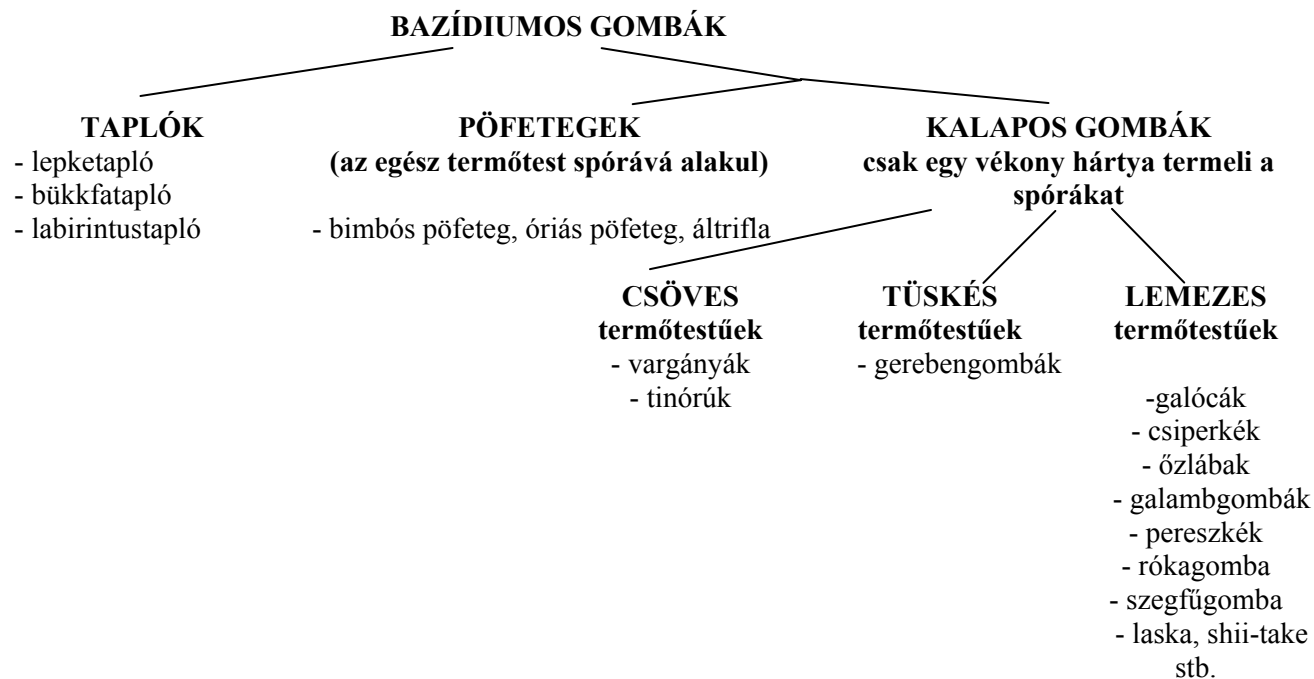 BAZÍDIUMOS GOMBÁK
TAPLÓK
- lepketapló
- bükkfatapló
- labirintustapló
PÖFETEGEK
(az egész termőtest spórává alakul)
- bimbós pöfeteg, óriás pöfeteg, áltrifla
KALAPOS GOMBÁK
csak egy vékony hártya termeli a
spórákat
CSÖVES
termőtestűek
- vargányák
- tinórúk
TÜSKÉS
termőtestűek
- gerebengombák
LEMEZES
termőtestűek
-galócák
- csiperkék
- őzlábak
- galambgombák
- pereszkék
- rókagomba
- szegfűgomba
- laska, shii-take
stb.